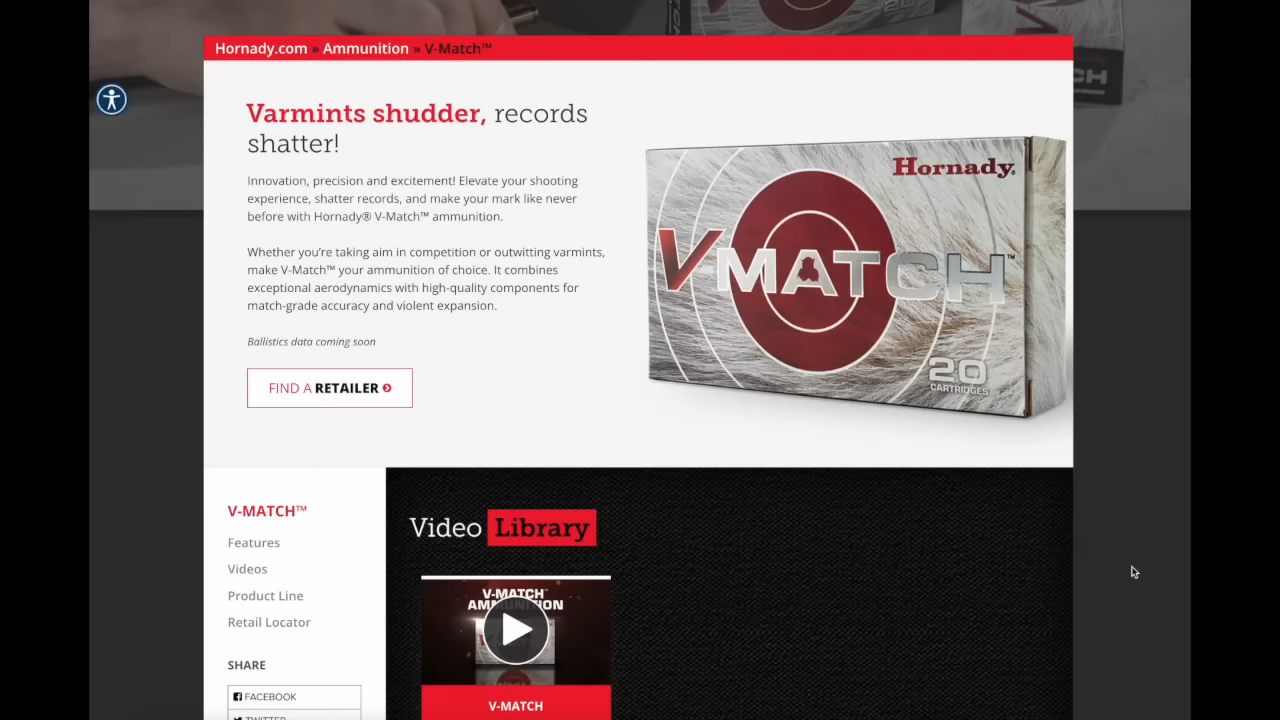 20
CH
Hornady.com » Ammunition » V-Match™
Varmints shudder, records
shatter!
Innovation, precision and excitement! Elevate your shooting
experience, shatter records, and make your mark like never
before with Hornady® V-Match™ ammunition.
Whether you're taking aim in competition or outwitting varmints,
make V-Match™ your ammunition of choice. It combines
exceptional aerodynamics with high-quality components for
match-grade accuracy and violent expansion.
Ballistics data coming soon
FIND A RETAILER
Hornady®
VMATCH™
20
CARTRIDGES
V-MATCH™
Features
Videos
Product Line
Retail Locator
SHARE
FACEBOOK
TWITTER
Video Library
V-MATCH™
AMMUNITION
V-MATCH